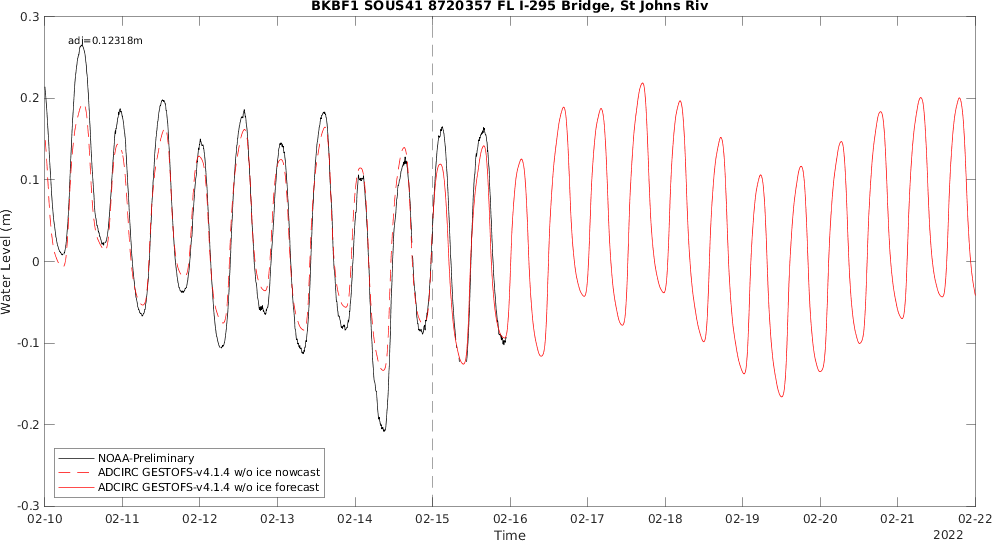 BKBF1 SOUS41 8720357 FL I-295 Bridge, St Johns Riv
adj=0.12318m
0.3
0.2
0.1
0
-0.1
-0.2
-0.3
Water Level (m)
NOAA-Preliminary
ADCIRC GESTOFS-v4.1.4 w/o ice nowcast
ADCIRC GESTOFS-v4.1.4 w/o ice forecast
02-10 02-11 02-12 02-13 02-14 02-15 02-16 02-17 02-18 02-19 02-20 02-21 02-22
Time
2022